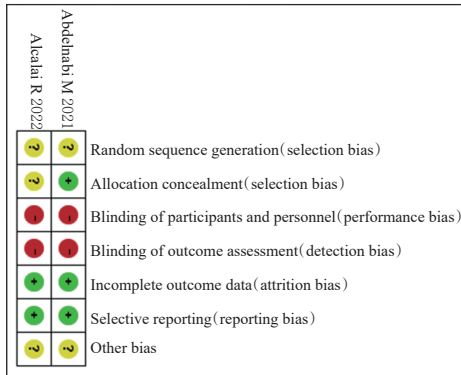 Alcalai R 2022
Abdelnabi M 2021
? ? Random sequence generation(selection bias)
? + Allocation concealment(selection bias)
– – Blinding of participants and personnel(performance bias)
– – Blinding of outcome assessment(detection bias)
+ + Incomplete outcome data(attrition bias)
+ + Selective reporting(reporting bias)
? ? Other bias